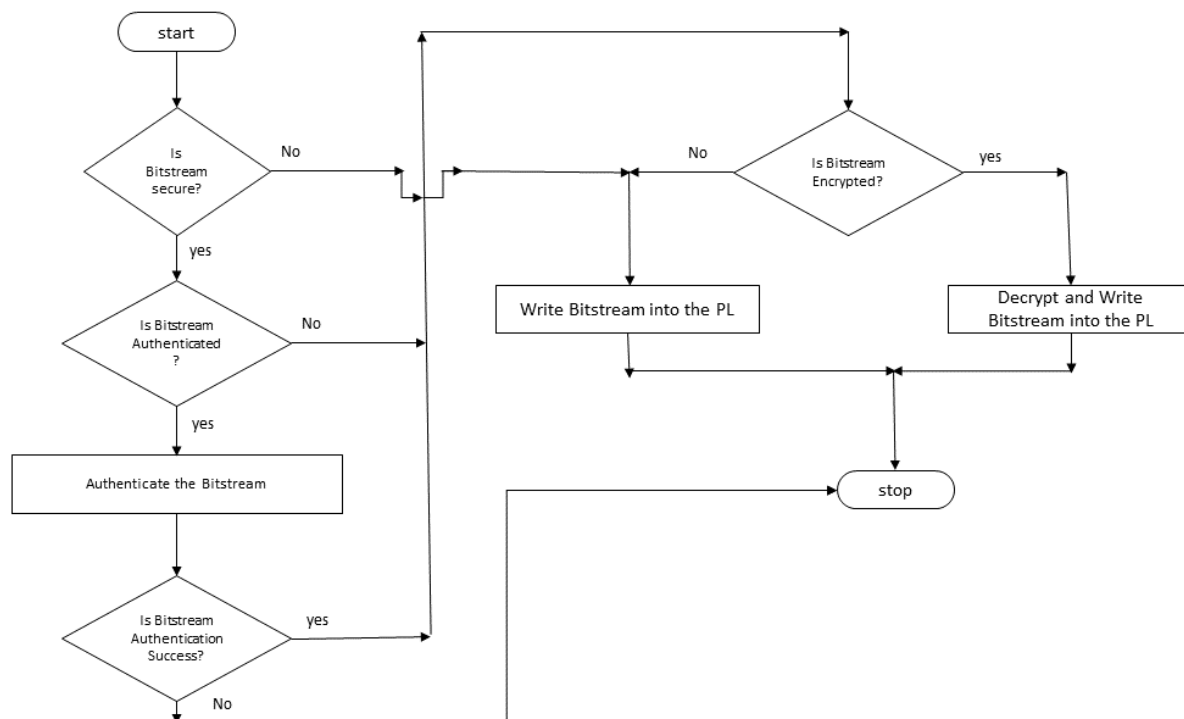 start
Is
Bitstream
secure?
No
yes
Is Bitstream
Authenticated
?
No
yes
Authenticate the Bitstream
Is Bitstream
Authentication
Success?
yes
No
Is Bitstream
Encrypted?
No
yes
Write Bitstream into the PL
Decrypt and Write
Bitstream into the PL
stop